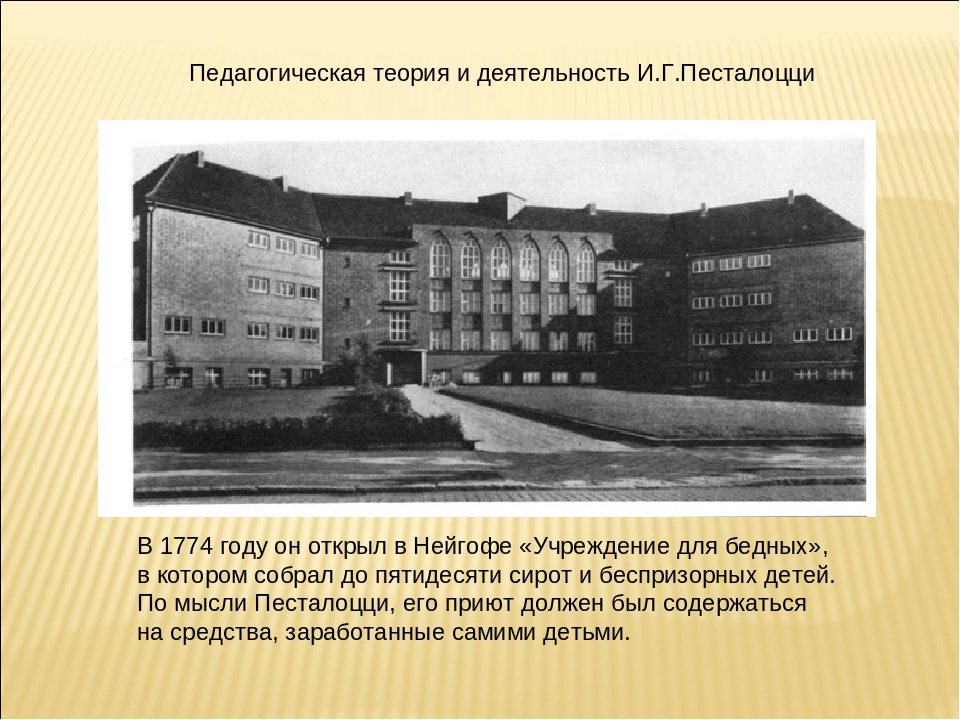 Педагогическая теория и деятельность И.Г.Песталоцци
В 1774 году он открыл в Нейгофе «Учреждение для бедных»,
в котором собрал до пятидесяти сирот и беспризорных детей.
По мысли Песталоцци, его приют должен был содержаться
на средства, заработанные самими детьми.